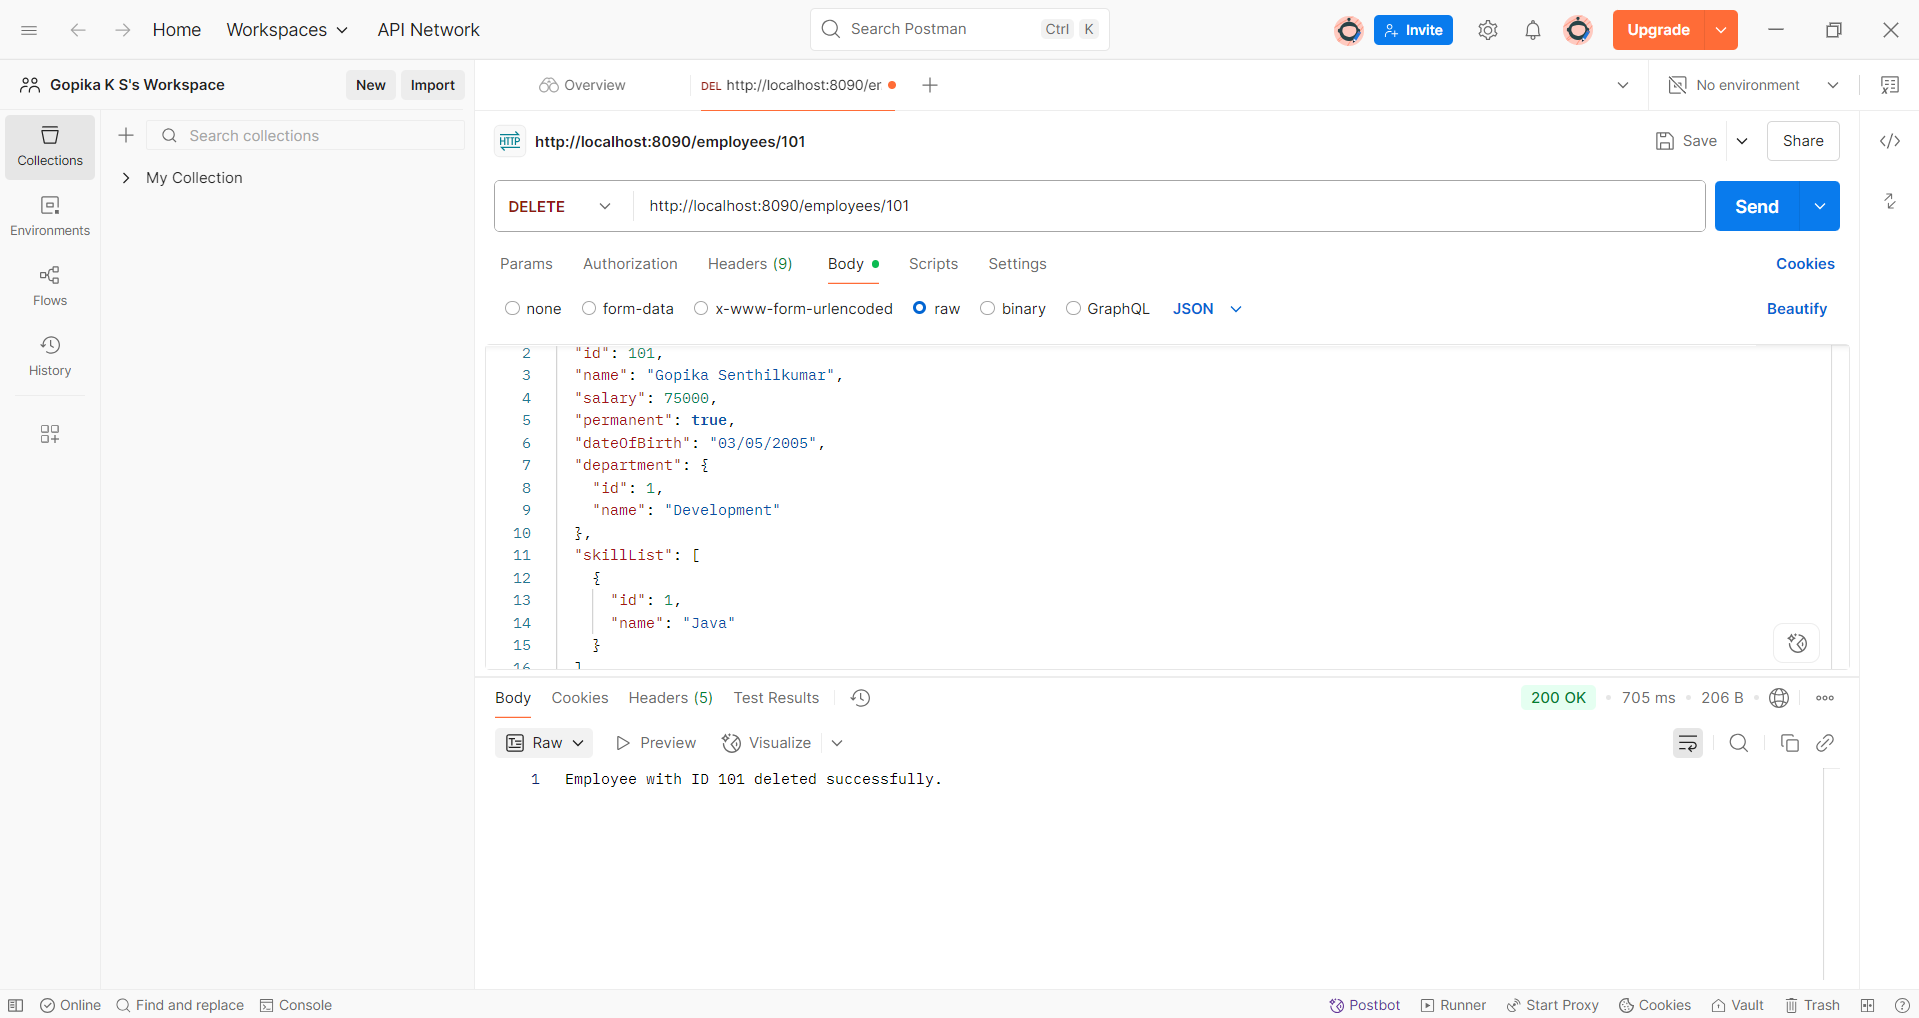 Home
Workspaces
API Network
Search Postman
Ctrl
K
Invite
Upgrade
Gopika K S's Workspace
New
Import
Overview
DEL http://localhost:8090/er
No environment
Collections
Environments
Flows
History
Search collections
My Collection
HTTP
http://localhost:8090/employees/101
Save
Share
DELETE
http://localhost:8090/employees/101
Send
Params
Authorization
Headers (9)
Body
Scripts
Settings
Cookies
none
form-data
x-www-form-urlencoded
raw
binary
GraphQL
JSON
Beautify
2 "id": 101,
3 "name": "Gopika Senthilkumar",
4 "salary": 75000,
5 "permanent": true,
6 "dateOfBirth": "03/05/2005",
7 "department": {
8 "id": 1,
9 "name": "Development"
10 },
11 "skillList": [
12 {
13 "id": 1,
14 "name": "Java"
15 }
16 ]
Body
Cookies
Headers (5)
Test Results
200 OK
705 ms
206 B
Raw
Preview
Visualize
1 Employee with ID 101 deleted successfully.
Online
Find and replace
Console
Postbot
Runner
Start Proxy
Cookies
Vault
Trash